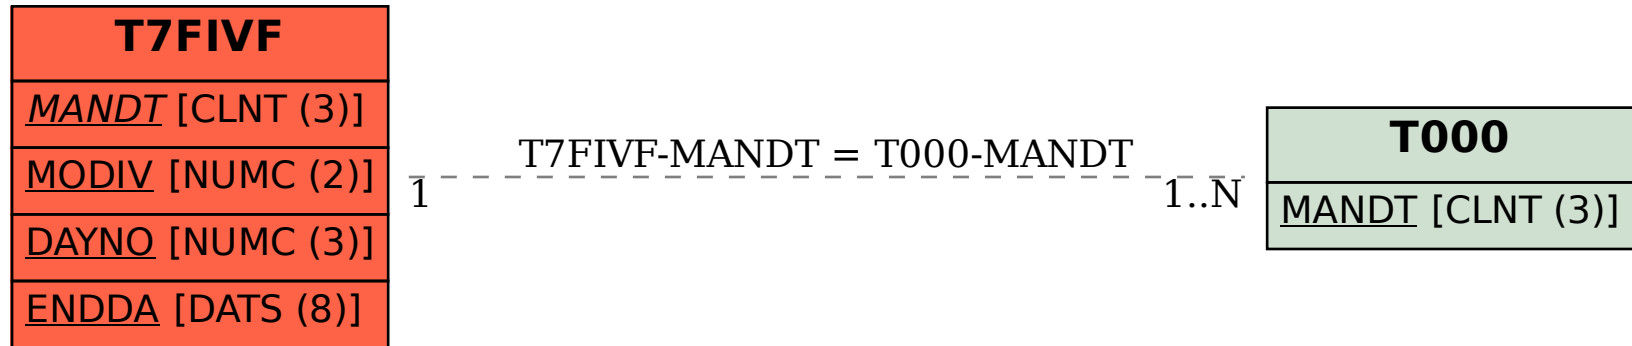 T7FIVF
MANDT [CLNT (3)]
MODIV [NUMC (2)]
DAYNO [NUMC (3)]
ENDDA [DATS (8)]
T7FIVF-MANDT = T000-MANDT
1
1..N
T000
MANDT [CLNT (3)]